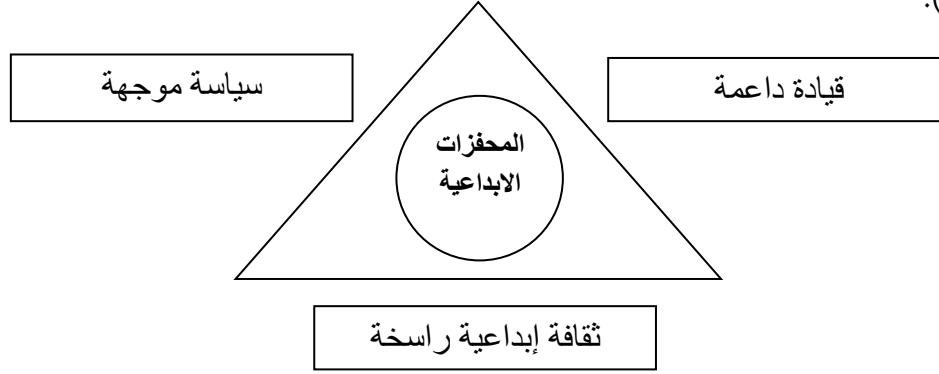 قيادة داعمة
سياسة موجهة
المحفزات
الابداعية
ثقافة إبداعية راسخة